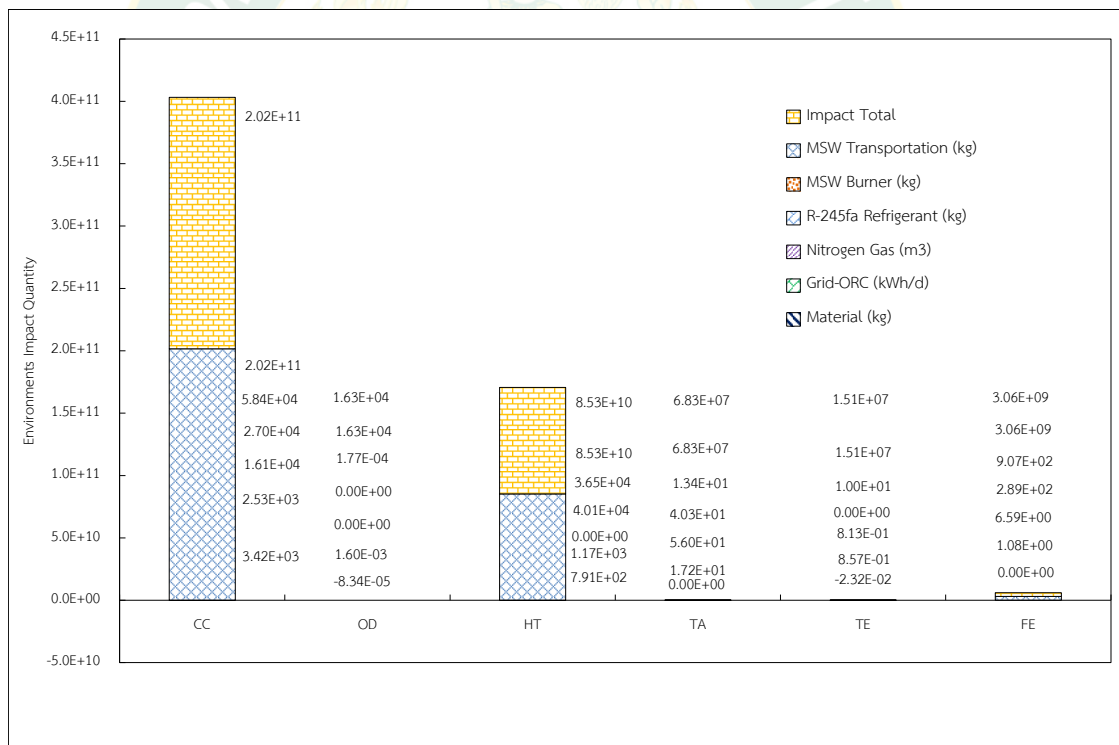 4.5E+11
4.0E+11
3.5E+11
3.0E+11
2.5E+11
2.0E+11
1.5E+11
1.0E+11
5.0E+10
0.0E+00
-5.0E+10
Environments Impact Quantity
2.02E+11
2.02E+11
5.84E+04
2.70E+04
1.61E+04
2.53E+03
3.42E+03
1.63E+04
1.63E+04
1.77E-04
0.00E+00
0.00E+00
1.60E-03
-8.34E-05
8.53E+10
8.53E+10
3.65E+04
4.01E+04
0.00E+00
1.17E+03
7.91E+02
6.83E+07
6.83E+07
1.34E+01
4.03E+01
5.60E+01
1.72E+01
0.00E+00
1.51E+07
1.51E+07
1.00E+01
0.00E+00
8.13E-01
8.57E-01
-2.32E-02
3.06E+09
3.06E+09
9.07E+02
2.89E+02
6.59E+00
1.08E+00
0.00E+00
CC OD HT TA TE FE
Impact Total
MSW Transportation (kg)
MSW Burner (kg)
R-245fa Refrigerant (kg)
Nitrogen Gas (m3)
Grid-ORC (kWh/d)
Material (kg)